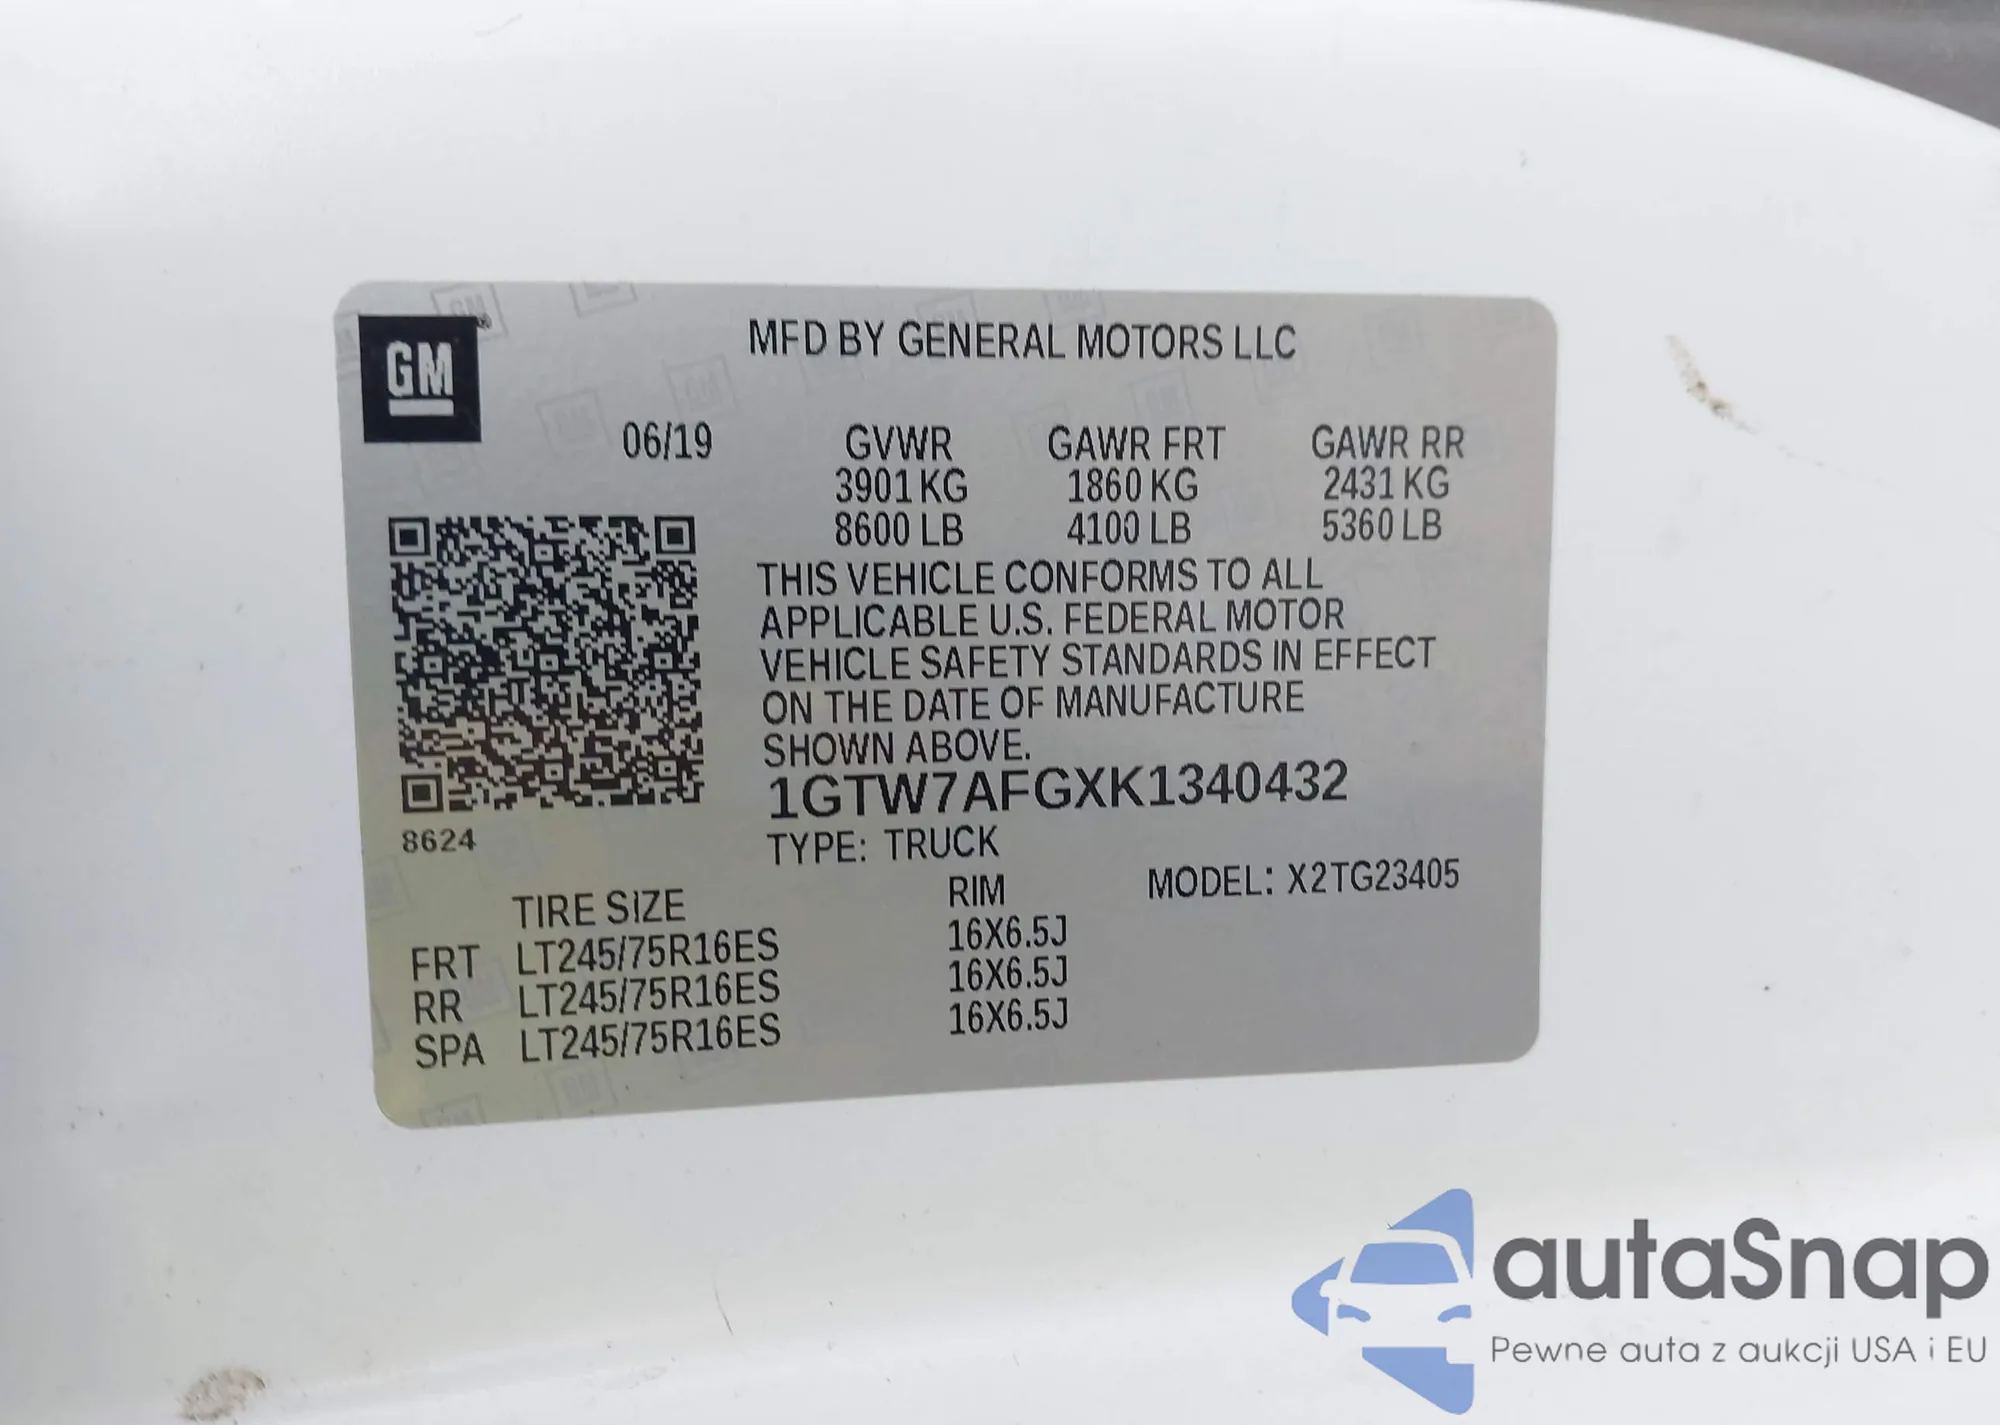 GM
MFD BY GENERAL MOTORS LLC
06/19 GVWR GAWR FRT GAWR RR
3901 KG 1860 KG 2431 KG
8600 LB 4100 LB 5360 LB
THIS VEHICLE CONFORMS TO ALL
APPLICABLE U.S. FEDERAL MOTOR
VEHICLE SAFETY STANDARDS IN EFFECT
ON THE DATE OF MANUFACTURE
SHOWN ABOVE.
1GTW7AFGXK1340432
8624
TYPE: TRUCK
TIRE SIZE RIM MODEL: X2TG23405
FRT LT245/75R16ES 16X6.5J
RR LT245/75R16ES 16X6.5J
SPA LT245/75R16ES 16X6.5J
autaSnap
Pewne auta z aukcji USA i EU